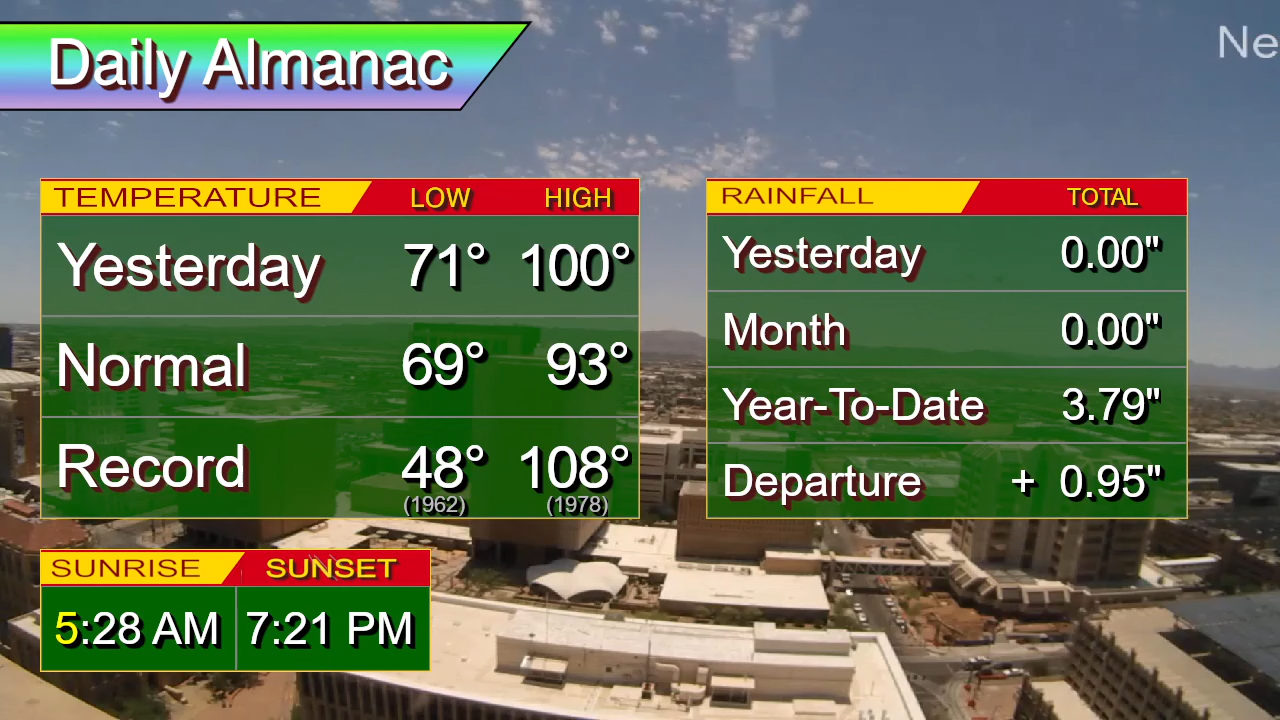 Daily Almanac
Ne
TEMPERATURE LOW HIGH
Yesterday 71° 100°
Normal 69° 93°
Record 48° 108°
(1962) (1978)
RAINFALL TOTAL
Yesterday 0.00"
Month 0.00"
Year-To-Date 3.79"
Departure + 0.95"
SUNRISE SUNSET
5:28 AM 7:21 PM